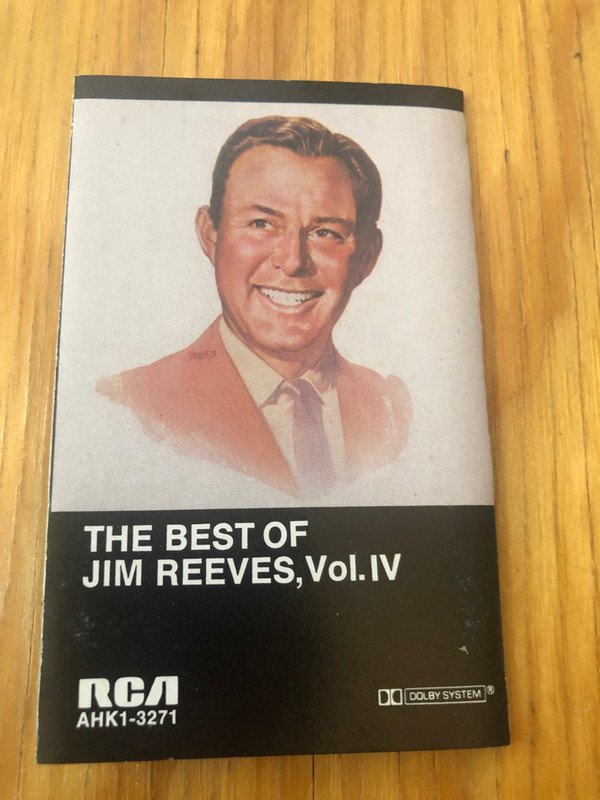 THE BEST OF
JIM REEVES, Vol. IV
RCA
AHK1-3271
DOLBY SYSTEM®